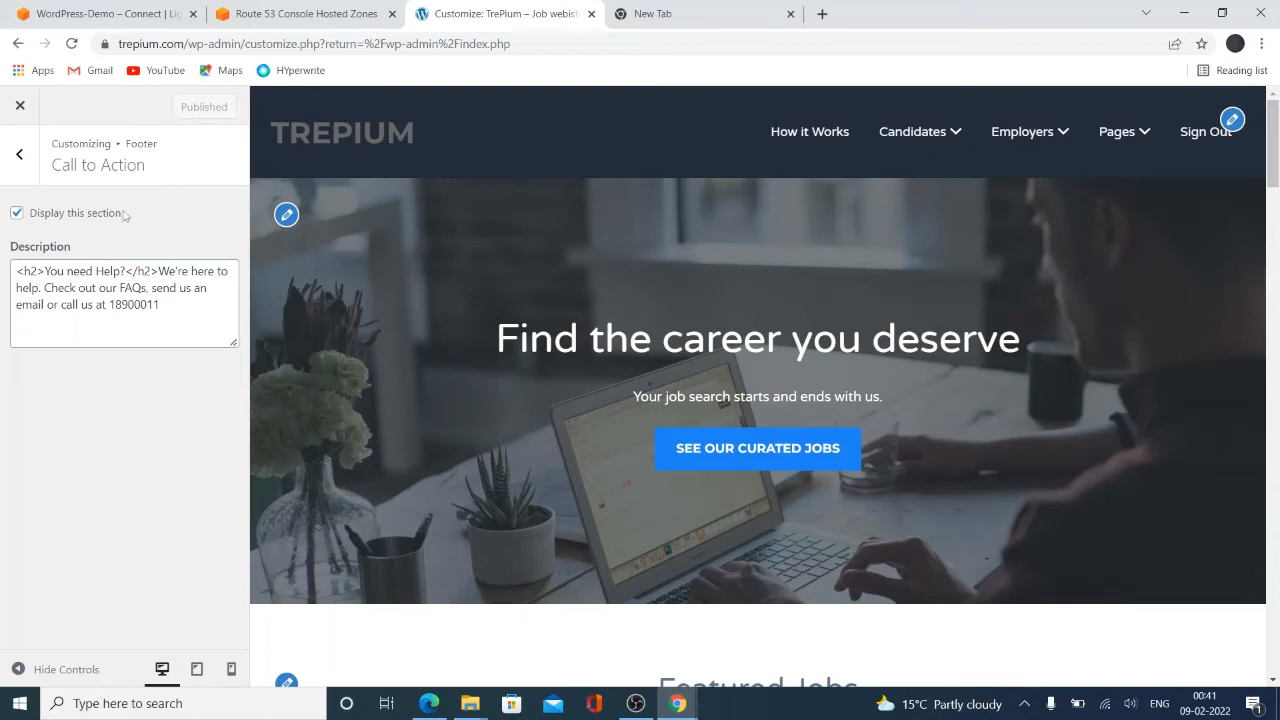 WordPress-Demo - Connect | Lig
Route 53 Console Hosted Zones
Customize: TrePium – Job websit
New Tab
trepium.com/wp-admin/customize.php?return=%2Fwp-admin%2Findex.php
Apps
Gmail
YouTube
Maps
HYperwrite
Reading list
Published
Customizing ▸ Footer
Call to Action
Display this section
Description
<h2>You need Help?</h2>We're here to
help. Check out our FAQs, send us an
email or call us at 18900011
Hide Controls
TREPIUM
How it Works
Candidates
Employers
Pages
Sign Out
Find the career you deserve
Your job search starts and ends with us.
SEE OUR CURATED JOBS
Featured Jobs
Type here to search
15°C Partly cloudy
ENG
00:41
09-02-2022
1